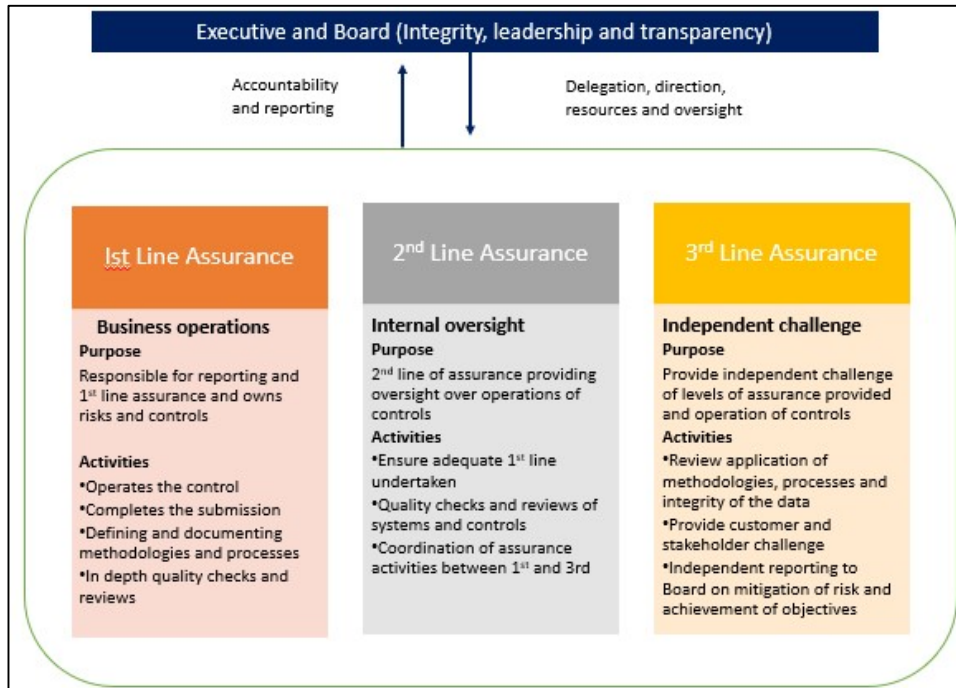 Executive and Board (Integrity, leadership and transparency)
Accountability
and reporting
Delegation, direction,
resources and oversight
Ist Line Assurance
Business operations
Purpose
Responsible for reporting and
1st line assurance and owns
risks and controls
Activities
•Operates the control
•Completes the submission
•Defining and documenting
methodologies and processes
•In depth quality checks and
reviews
2nd Line Assurance
Internal oversight
Purpose
2nd line of assurance providing
oversight over operations of
controls
Activities
•Ensure adequate 1st line
undertaken
•Quality checks and reviews of
systems and controls
•Coordination of assurance
activities between 1st and 3rd
3rd Line Assurance
Independent challenge
Purpose
Provide independent challenge
of levels of assurance provided
and operation of controls
Activities
•Review application of
methodologies, processes and
integrity of the data
•Provide customer and
stakeholder challenge
•Independent reporting to
Board on mitigation of risk and
achievement of objectives